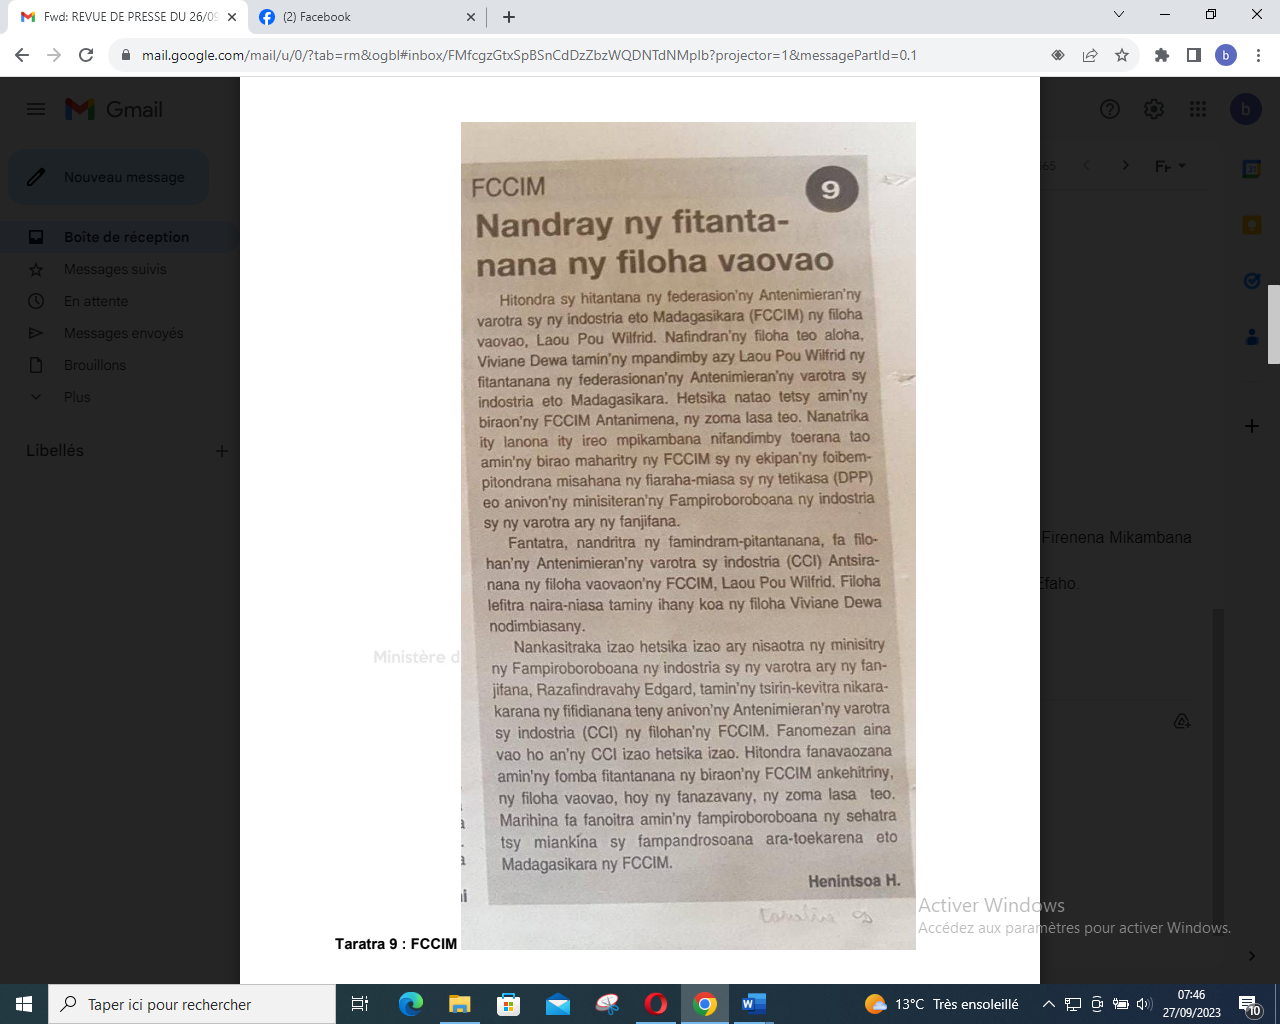 Fwd: REVUE DE PRESSE DU 26/09
(2) Facebook
mail.google.com/mail/u/0/?tab=rm&ogbl#inbox/FMfcgzGtxSpBSnCdDzZbzWQDNTdNMplb?projector=1&messagePartId=0.1
b
Gmail
b
Nouveau message
Fr
Boîte de réception
Messages suivis
En attente
Messages envoyés
Brouillons
Plus
Libellés
Firenena Mikambana
Efaho.
Ministère d
FCCIM
9
Nandray ny fitanta-
nana ny filoha vaovao
Hitondra sy hitantana ny federasion'ny Antenimieran'ny
varotra sy ny indostria eto Madagasikara (FCCIM) ny filoha
vaovao, Laou Pou Wilfrid. Nafindran'ny filoha teo aloha,
Viviane Dewa tamin'ny mpandimby azy Laou Pou Wilfrid ny
fitantanana ny federasionan'ny Antenimieran'ny varotra sy
indostria eto Madagasikara. Hetsika natao tetsy amin'ny
biraon'ny FCCIM Antanimena, ny zoma lasa teo. Nanatrika
ity lanona ity ireo mpikambana nifandimby toerana tao
amin'ny birao maharitry ny FCCIM sy ny ekipan'ny foibem-
pitondrana misahana ny fiaraha-miasa sy ny tetikasa (DPP)
eo anivon'ny minisiteran'ny Fampiroboroboana ny indostria
sy ny varotra ary ny fanjifana.
Fantatra, nandritra ny famindram-pitantanana, fa filo-
han'ny Antenimieran'ny varotra sy indostria (CCI) Antsira-
nana ny filoha vaovaon'ny FCCIM, Laou Pou Wilfrid. Filoha
lefitra naira-niasa taminy ihany koa ny filoha Viviane Dewa
nodimbiasany.
Nankasitraka izao hetsika izao ary nisaotra ny minisitry
ny Fampiroboroboana ny indostria sy ny varotra ary ny fan-
jifana, Razafindravahy Edgard, tamin'ny tsirin-kevitra nikara-
karana ny fifidianana teny anivon'ny Antenimieran'ny varotra
sy indostria (CCI) ny filohan'ny FCCIM. Fanomezan aina
vao ho an'ny CCI izao hetsika izao. Hitondra fanavaozana
amin'ny fomba fitantanana ny biraon'ny FCCIM ankehitriny,
ny filoha vaovao, hoy ny fanazavany, ny zoma lasa teo.
Marihina fa fanoitra amin'ny fampiroboroboana ny sehatra
tsy miankina sy fampandrosoana ara-toekarena eto
Madagasikara ny FCCIM.
Henintsoa H.
Taratra 9 : FCCIM
Activer Windows
Accédez aux paramètres pour activer Windows.
Taper ici pour rechercher
13°C Très ensoleillé
07:46
27/09/2023
10